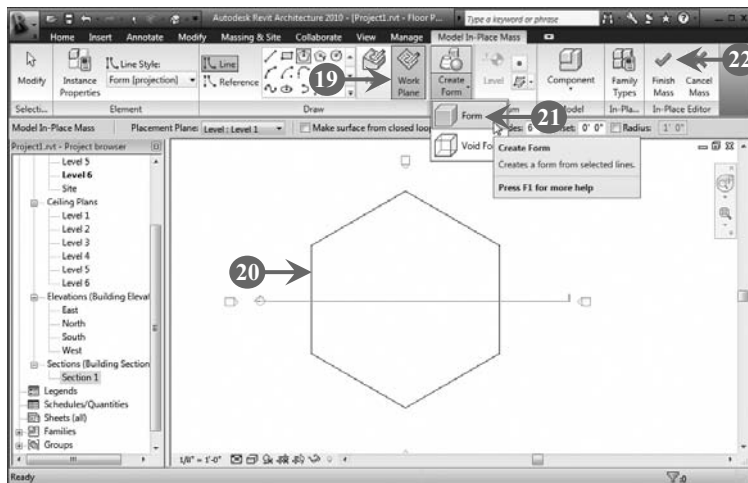 Autodesk Revit Architecture 2010 - [Project1.rvt - Floor P...
Type a keyword or phrase
Home Insert Annotate Modify Massing & Site Collaborate View Manage Model In-Place Mass
Modify
Instance Properties
Line Style:
Form [projection]
Line
Reference
19
Work Plane
Create Form
Level
Component
Family Types
Finish Mass
Cancel Mass
22
Selecti...
Element
Draw
Model
In-Pla...
In-Place Editor
Form
21
Void Fo
Model In-Place Mass
Placement Plane: Level : Level 1
Make surface from closed loop
6
0' 0"
Radius: 1' 0"
Create Form
Creates a form from selected lines.
Press F1 for more help
Project1.rvt - Project browser
Level 5
Level 6
Site
Ceiling Plans
Level 1
Level 2
Level 3
Level 4
Level 5
Level 6
Elevations (Building Elevat
East
North
South
West
Sections (Building Section
Section 1
Legends
Schedules/Quantities
Sheets (all)
Families
Groups
20
1/8" = 1'-0"
Ready
:0